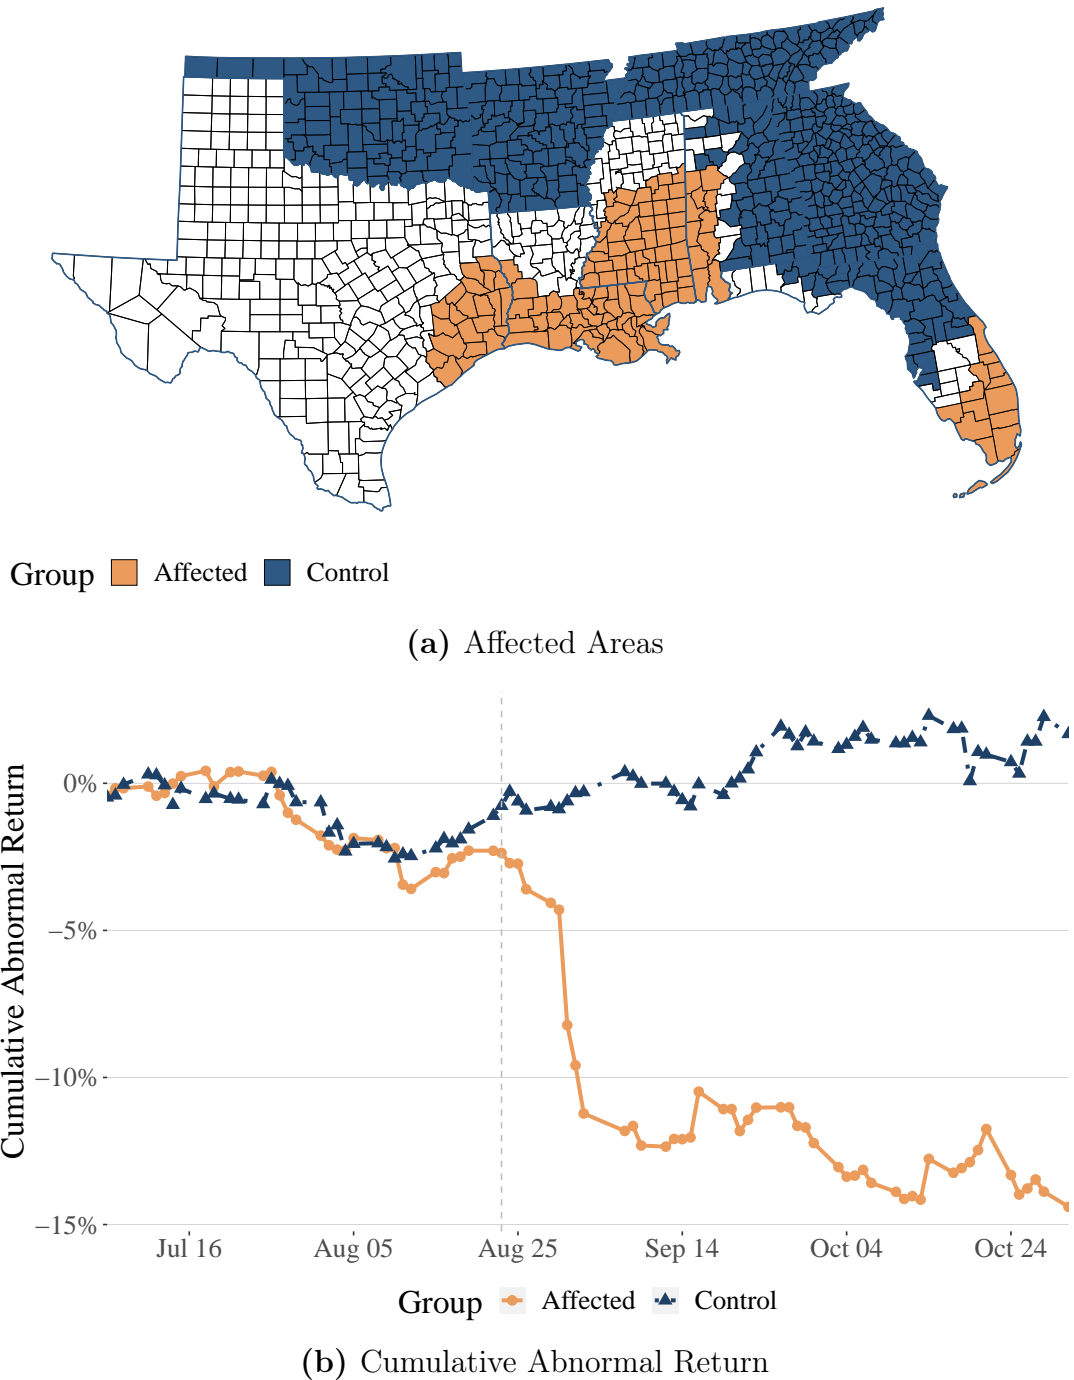 Group Affected Control
(a) Affected Areas
Cumulative Abnormal Return
0%
−5%
−10%
−15%
Jul 16 Aug 05 Aug 25 Sep 14 Oct 04 Oct 24
Group Affected Control
(b) Cumulative Abnormal Return